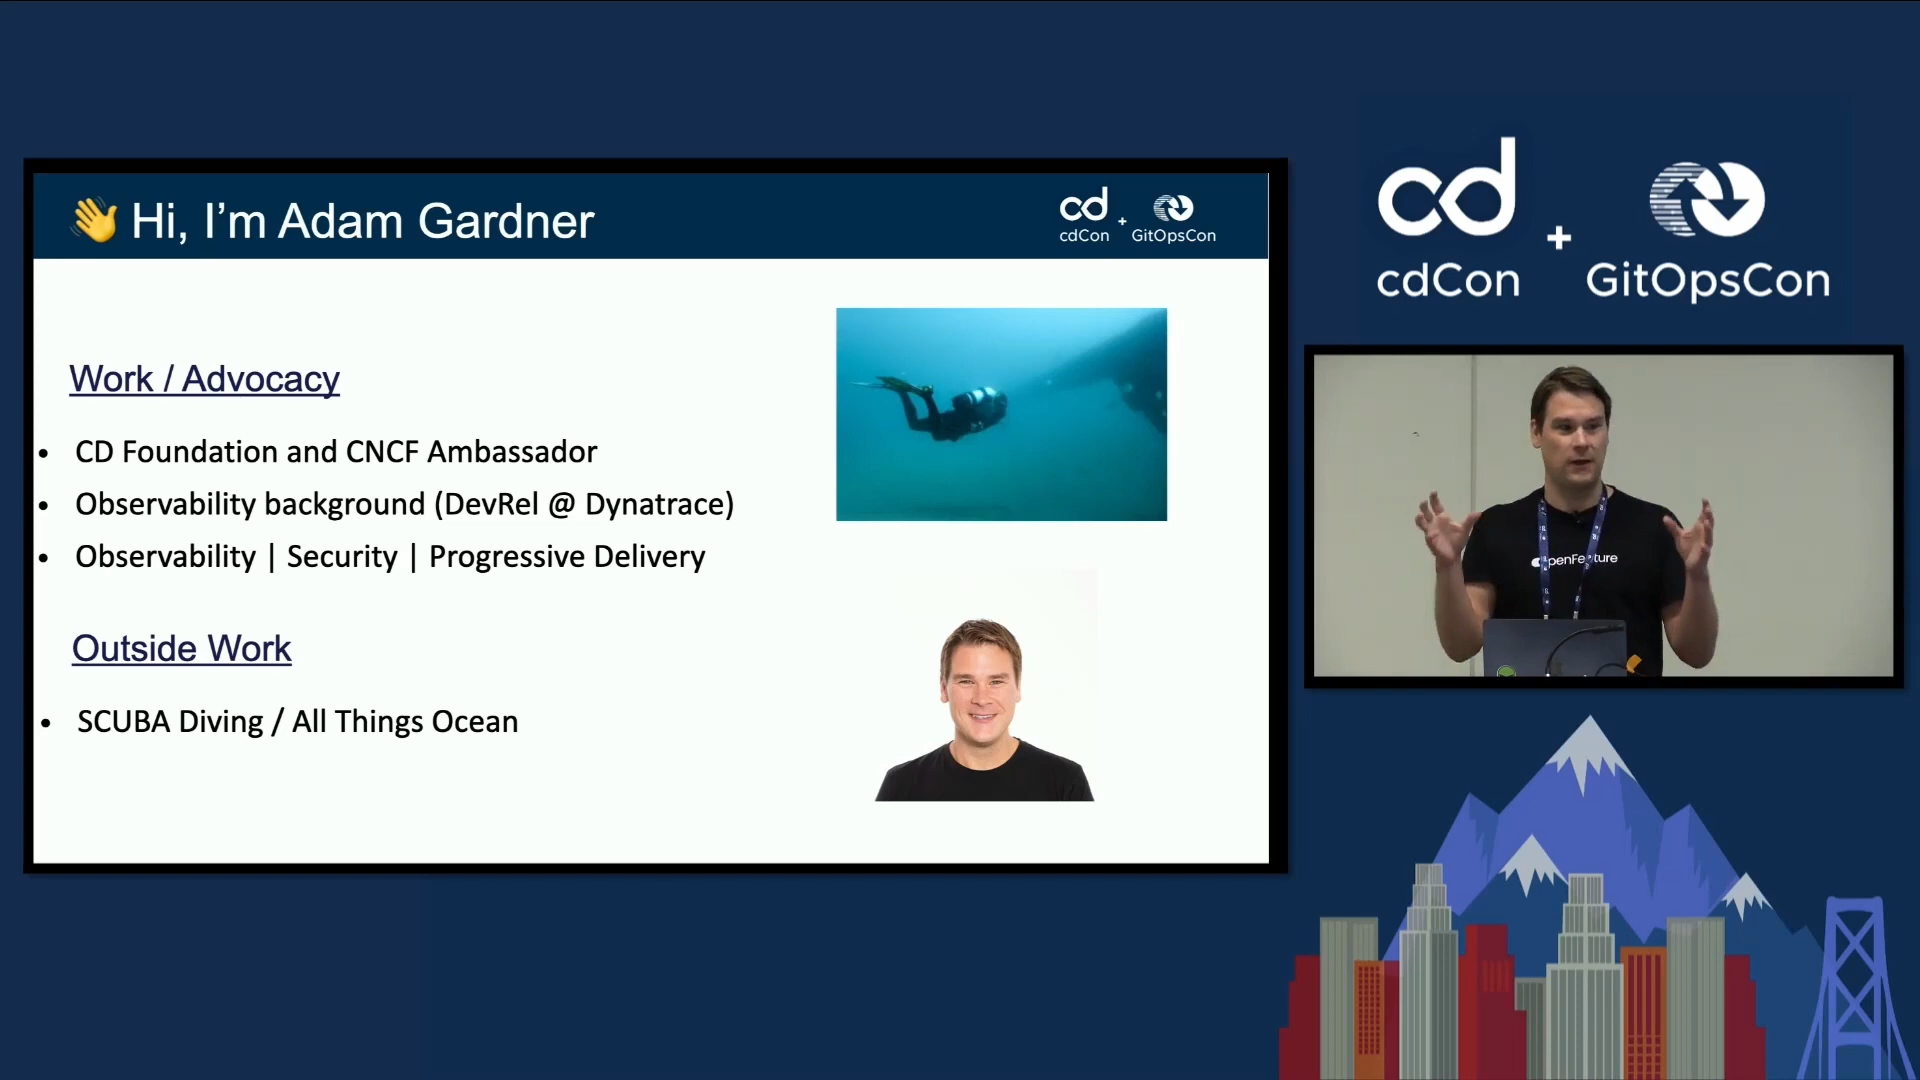 👋 Hi, I’m Adam Gardner
cd
cdCon
+
GitOpsCon
Work / Advocacy
• CD Foundation and CNCF Ambassador
• Observability background (DevRel @ Dynatrace)
• Observability | Security | Progressive Delivery
Outside Work
• SCUBA Diving / All Things Ocean
cd
cdCon
+
GitOpsCon
OpenFeature